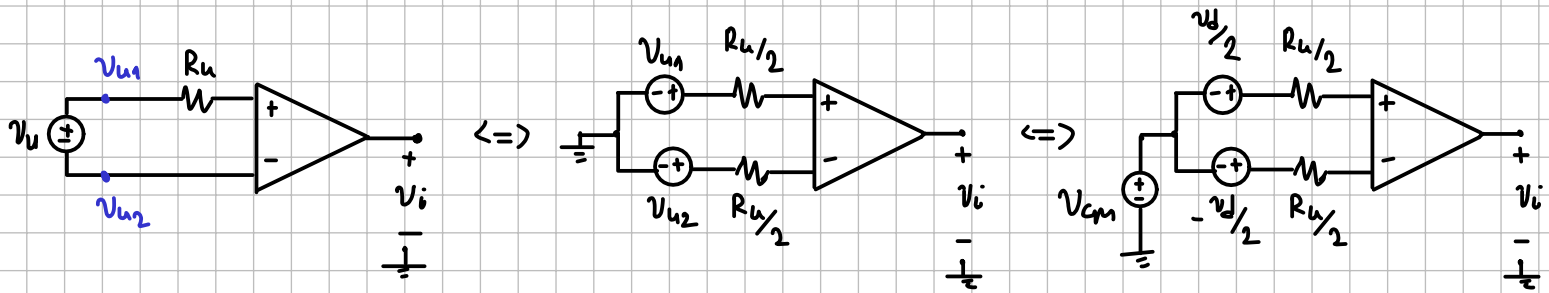 Vu1
Ru
Vu
+
-
+
-
Vu2
+
Vi
-
<=>
Vu1
Ru/2
- +
+
- +
-
Vu2
Ru/2
+
Vi
-
<=>
vd/2
Ru/2
- +
+
- +
-
Vcm
+
-
- vd/2
Ru/2
+
Vi
-